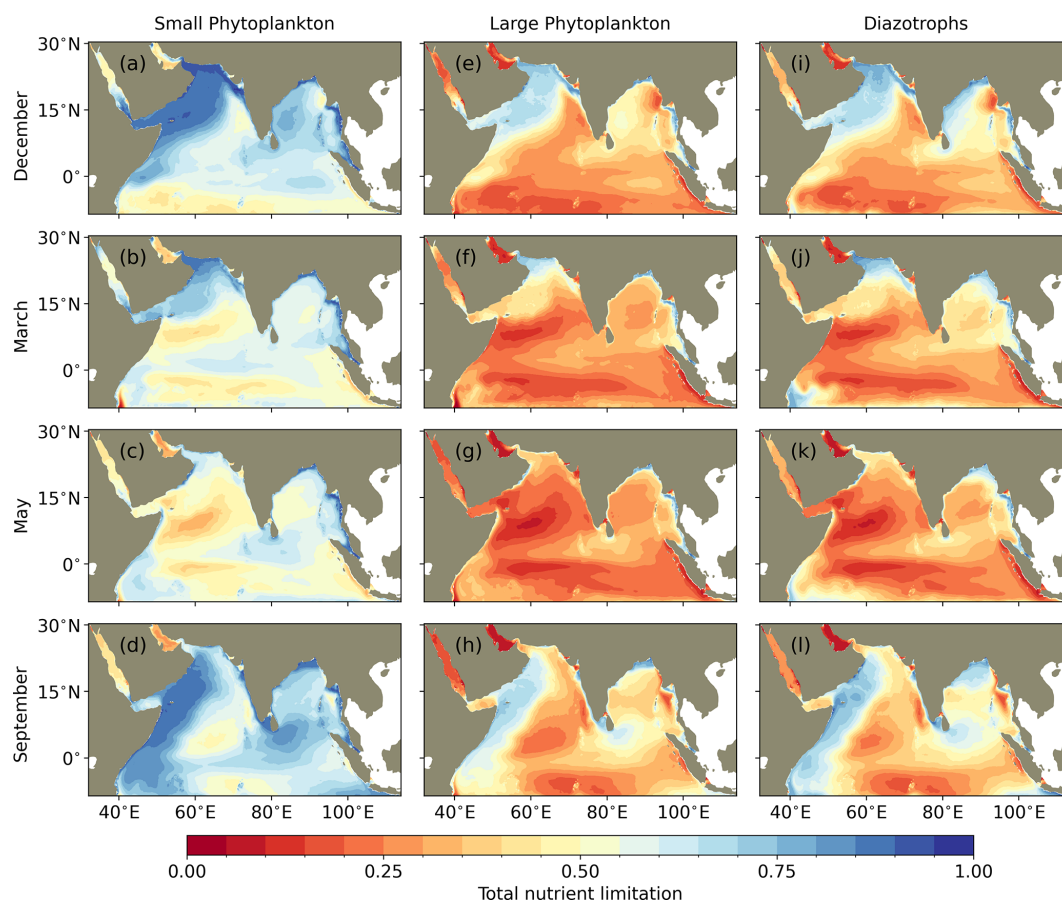 Small Phytoplankton Large Phytoplankton Diazotrophs
December
30°N
15°N
0°
(a) (e) (i)
March
30°N
15°N
0°
(b) (f) (j)
May
30°N
15°N
0°
(c) (g) (k)
September
30°N
15°N
0°
(d) (h) (l)
40°E 60°E 80°E 100°E 40°E 60°E 80°E 100°E 40°E 60°E 80°E 100°E
0.00 0.25 0.50 0.75 1.00
Total nutrient limitation